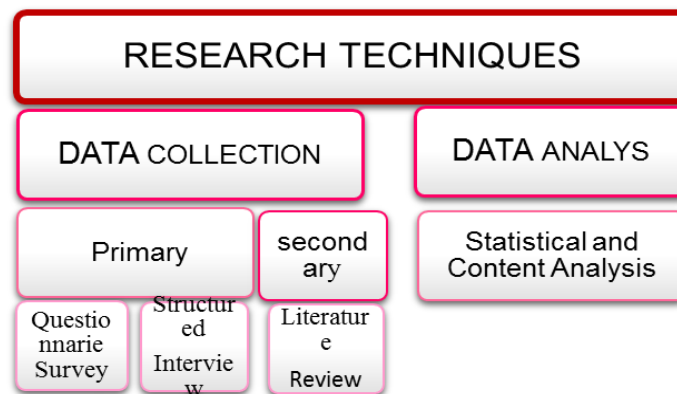 RESEARCH TECHNIQUES
DATA COLLECTION
DATA ANALYS
Primary
second
ary
Statistical and
Content Analysis
Questio
nnarie
Survey
Structur
ed
Intervie
w
Literatur
e
Review